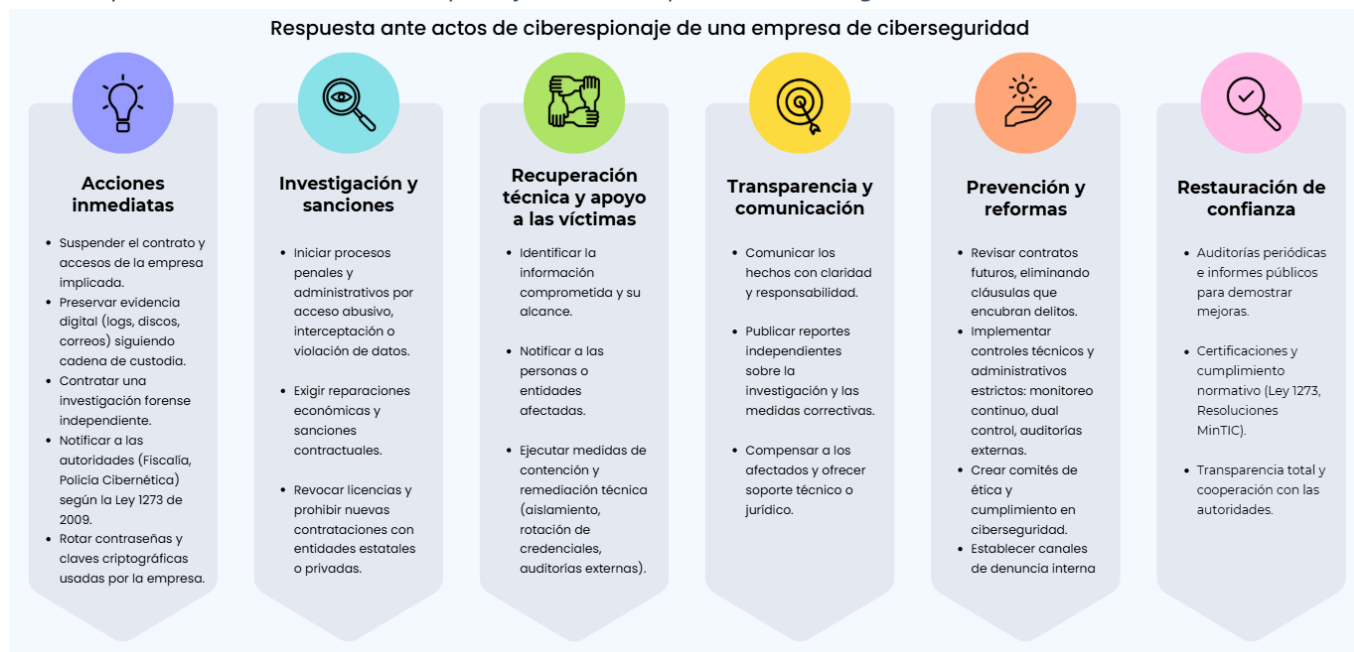 Respuesta ante actos de ciberespionaje de una empresa de ciberseguridad
Acciones
inmediatas
• Suspender el contrato y
accesos de la empresa
implicada.
• Preservar evidencia
digital (logs, discos,
correos) siguiendo
cadena de custodia.
• Contratar una
investigación forense
independiente.
• Notificar a las
autoridades (Fiscalía,
Policía Cibernética)
según la Ley 1273 de
2009.
• Rotar contraseñas y
claves criptográficas
usadas por la empresa.
Investigación y
sanciones
• Iniciar procesos
penales y
administrativos por
acceso abusivo,
interceptación o
violación de datos.
• Exigir reparaciones
económicas y
sanciones
contractuales.
• Revocar licencias y
prohibir nuevas
contrataciones con
entidades estatales
o privadas.
Recuperación
técnica y apoyo
a las víctimas
• Identificar la
información
comprometida y su
alcance.
• Notificar a las
personas o
entidades
afectadas.
• Ejecutar medidas de
contención y
remediación técnica
(aislamiento,
rotación de
credenciales,
auditorías externas).
Transparencia y
comunicación
• Comunicar los
hechos con claridad
y responsabilidad.
• Publicar reportes
independientes
sobre la
investigación y las
medidas correctivas.
• Compensar a los
afectados y ofrecer
soporte técnico o
jurídico.
Prevención y
reformas
• Revisar contratos
futuros, eliminando
cláusulas que
encubran delitos.
• Implementar
controles técnicos y
administrativos
estrictos: monitoreo
continuo, dual
control, auditorías
externas.
• Crear comités de
ética y
cumplimiento en
ciberseguridad.
• Establecer canales
de denuncia interna
Restauración de
confianza
• Auditorías periódicas
e informes públicos
para demostrar
mejoras.
• Certificaciones y
cumplimiento
normativo (Ley 1273,
Resoluciones
MinTIC).
• Transparencia total y
cooperación con las
autoridades.